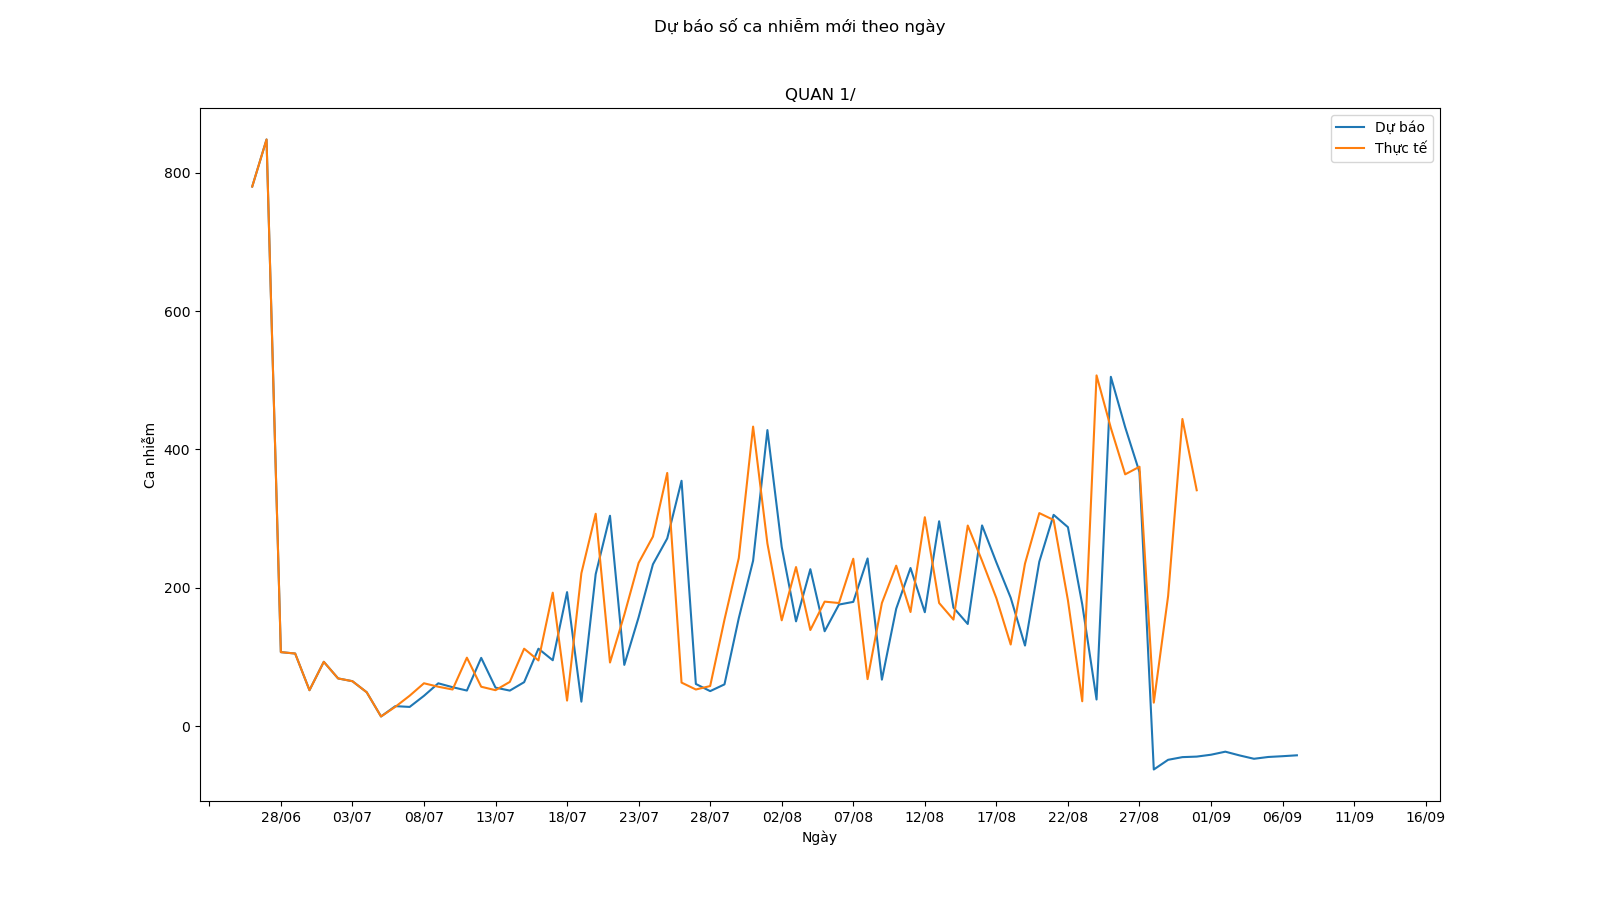 Dự báo số ca nhiễm mới theo ngày
QUAN 1/
Dự báo
Thực tế
800
600
400
200
0
Ca nhiễm
28/06 03/07 08/07 13/07 18/07 23/07 28/07 02/08 07/08 12/08 17/08 22/08 27/08 01/09 06/09 11/09 16/09
Ngày